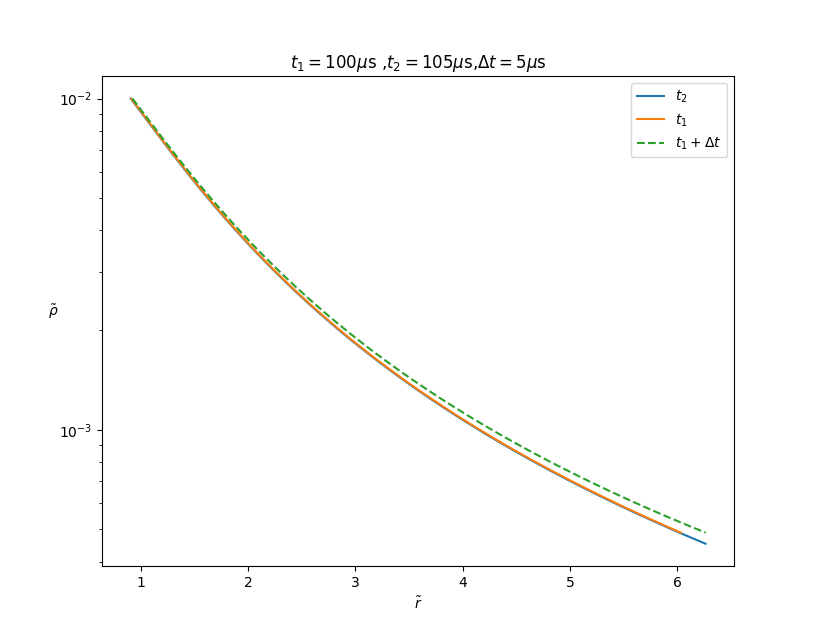 t₁ = 100μs ,t₂ = 105μs,Δt = 5μs
t₂
t₁
t₁ + Δt
10⁻²
ρ̃
10⁻³
1 2 3 4 5 6
r̃